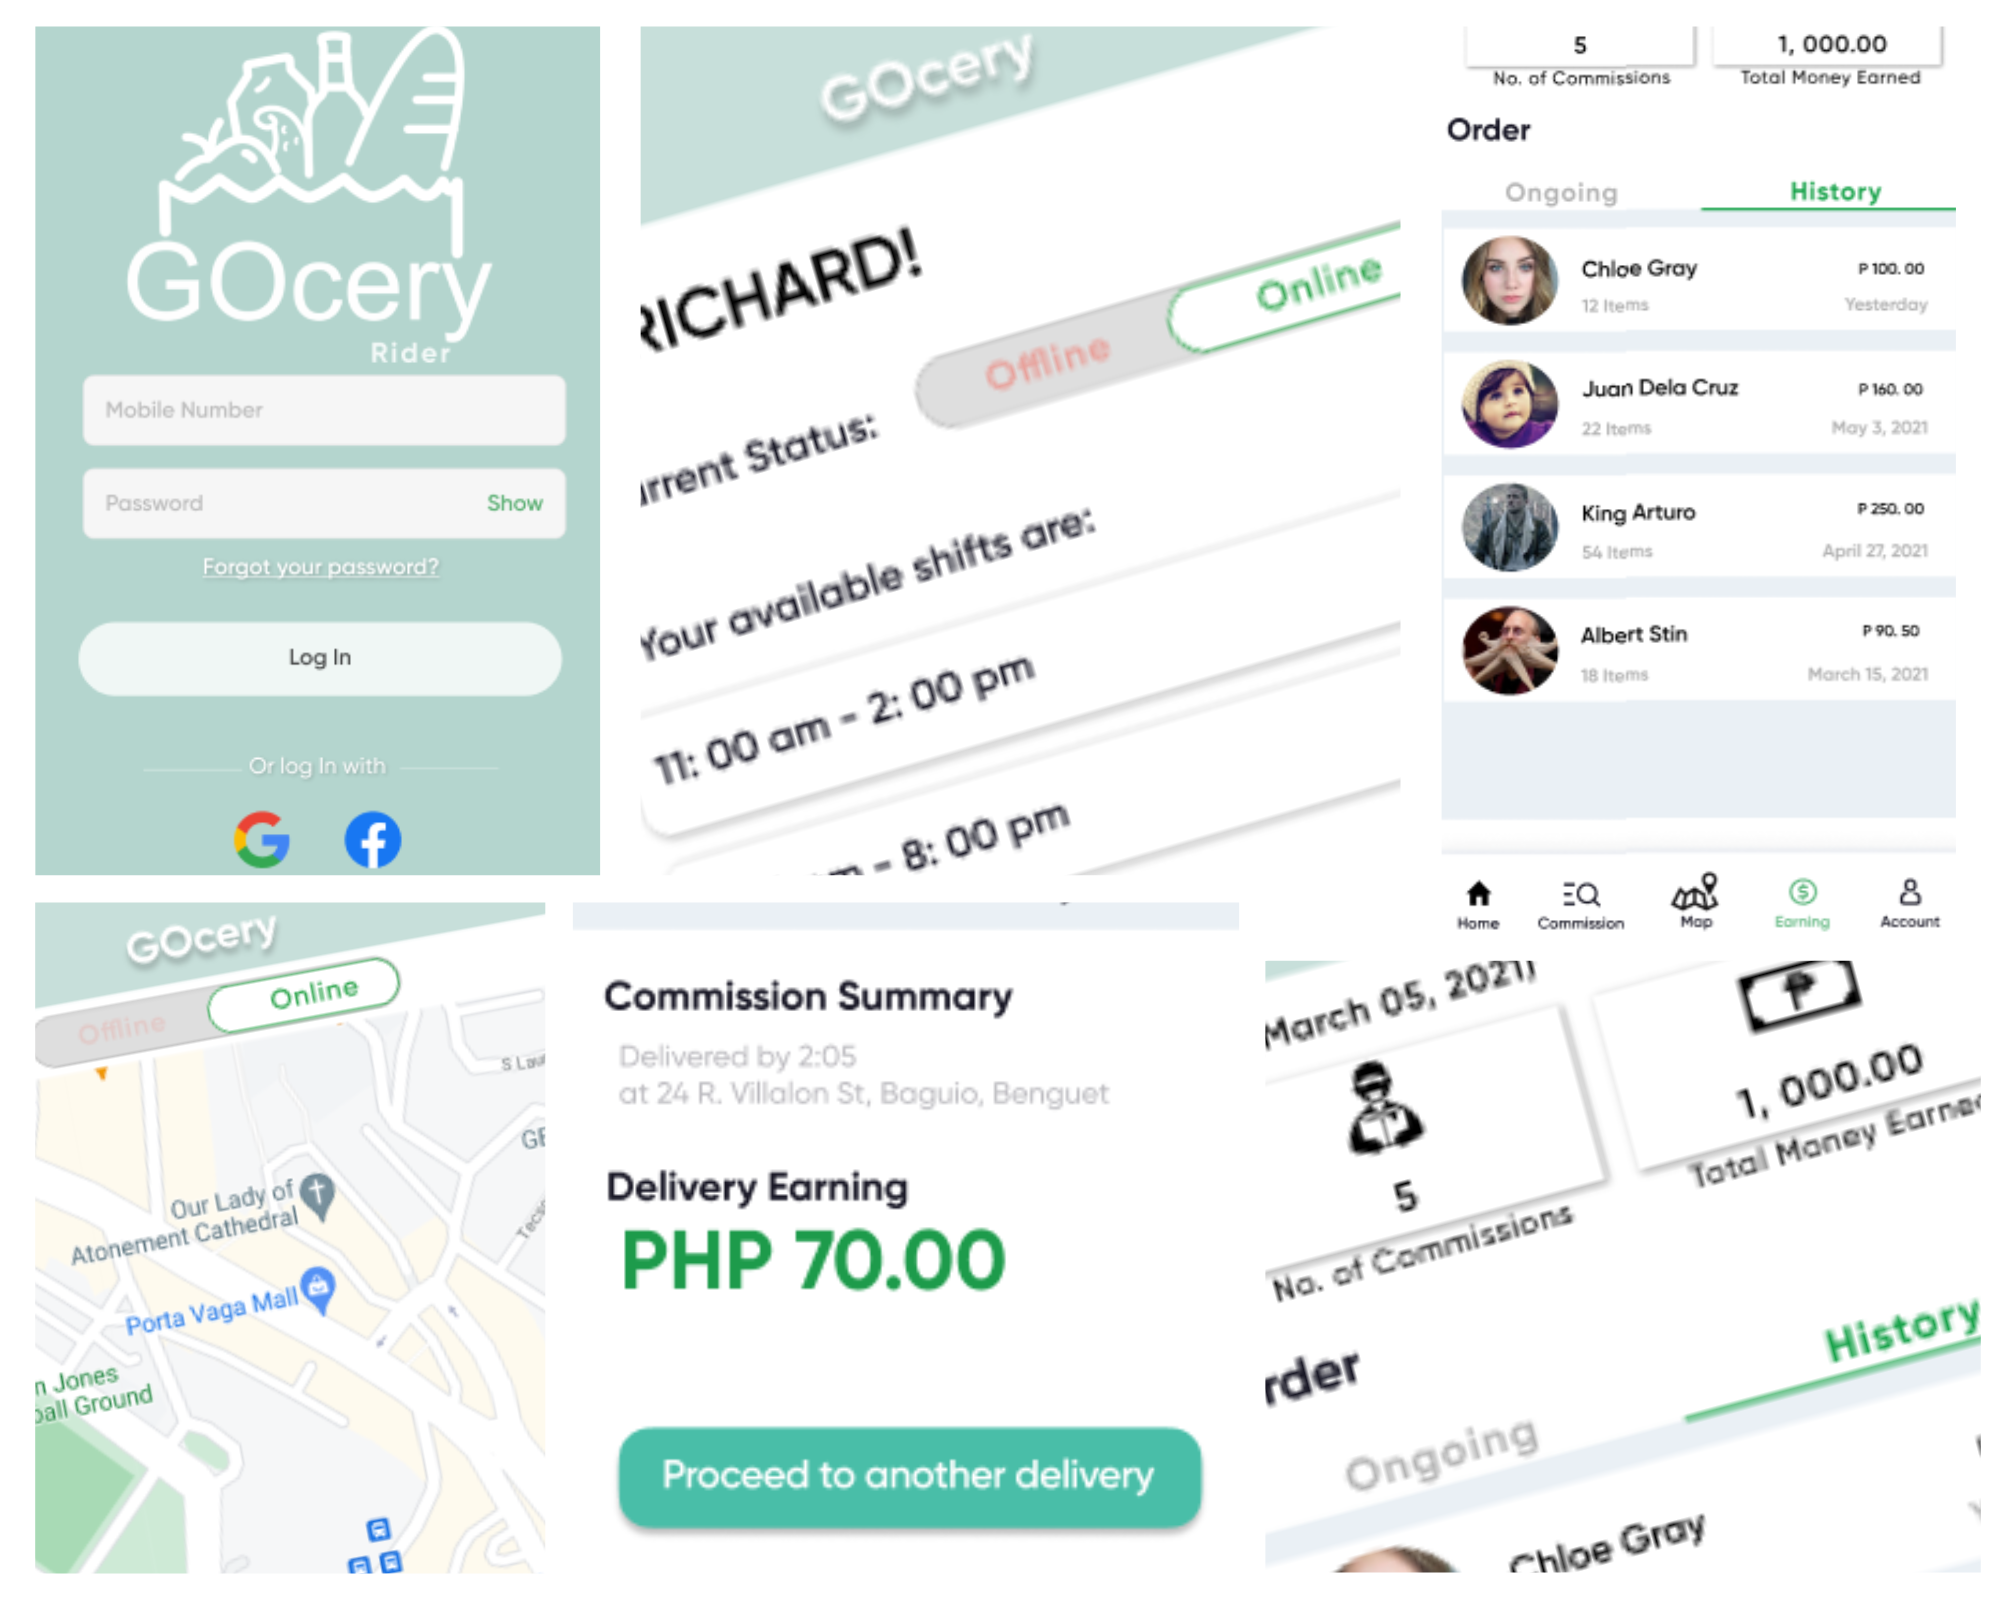 GOcery
Rider
Mobile Number
Password Show
Forgot your password?
Log In
Or log In with
GOcery
RICHARD!
Offline Online
rrent Status:
Your available shifts are:
11: 00 am - 2: 00 pm
m - 8: 00 pm
5 1, 000.00
No. of Commissions Total Money Earned
Order
Ongoing History
Chloe Gray P 100. 00
12 Items Yesterday
Juan Dela Cruz P 160. 00
22 Items May 3, 2021
King Arturo P 250. 00
54 Items April 27, 2021
Albert Stin P 90. 50
18 Items March 15, 2021
Home Commission Map Earning Account
GOcery
Offline Online
S Lau
GE
Our Lady of
Atonement Cathedral
Tecs
Porta Vaga Mall
n Jones
ball Ground
Commission Summary
Delivered by 2:05
at 24 R. Villalon St, Baguio, Benguet
Delivery Earning
PHP 70.00
Proceed to another delivery
March 05, 2021)
5 1, 000.00
No. of Commissions Total Money Earned
rder
Ongoing History
Chloe Gray